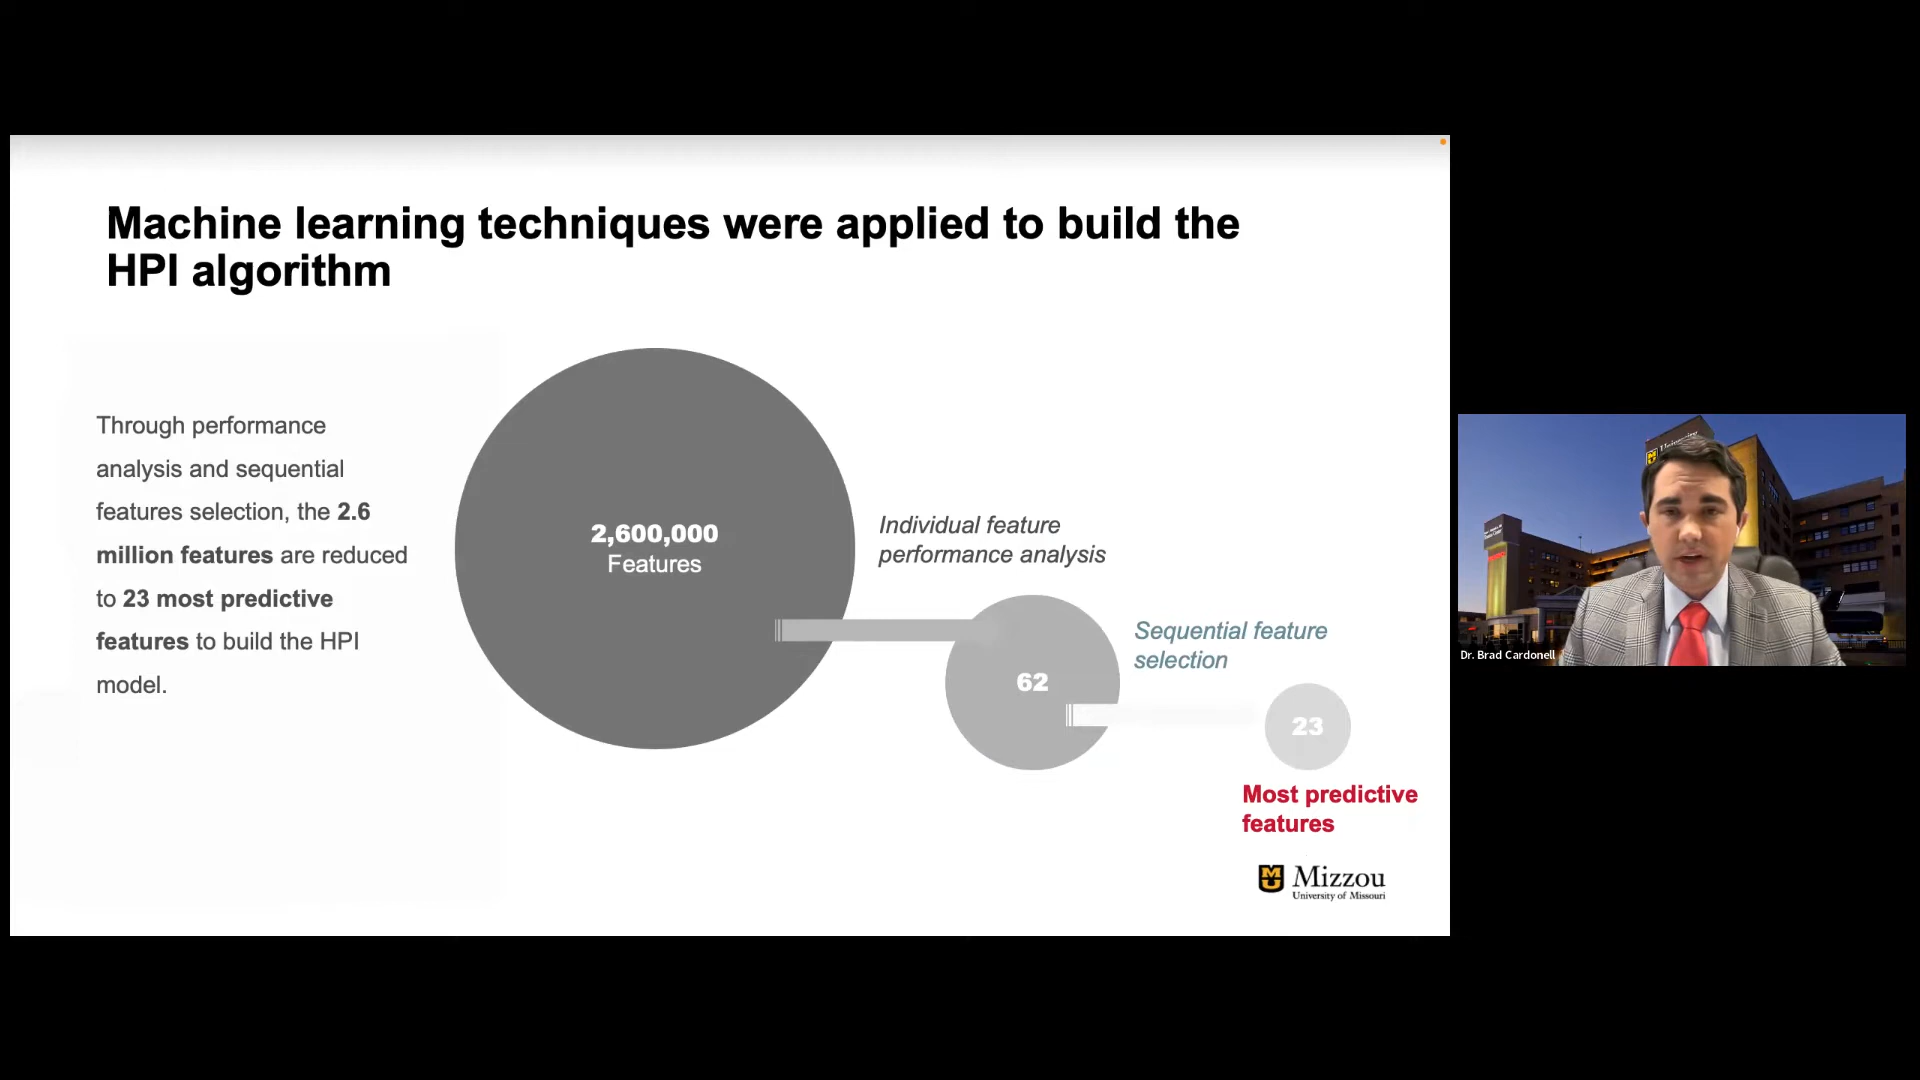 Machine learning techniques were applied to build the
HPI algorithm
Through performance
analysis and sequential
features selection, the 2.6
million features are reduced
to 23 most predictive
features to build the HPI
model.
2,600,000
Features
Individual feature
performance analysis
62
Sequential feature
selection
23
Most predictive
features
Mizzou
University of Missouri
University
Dr. Brad Cardonell